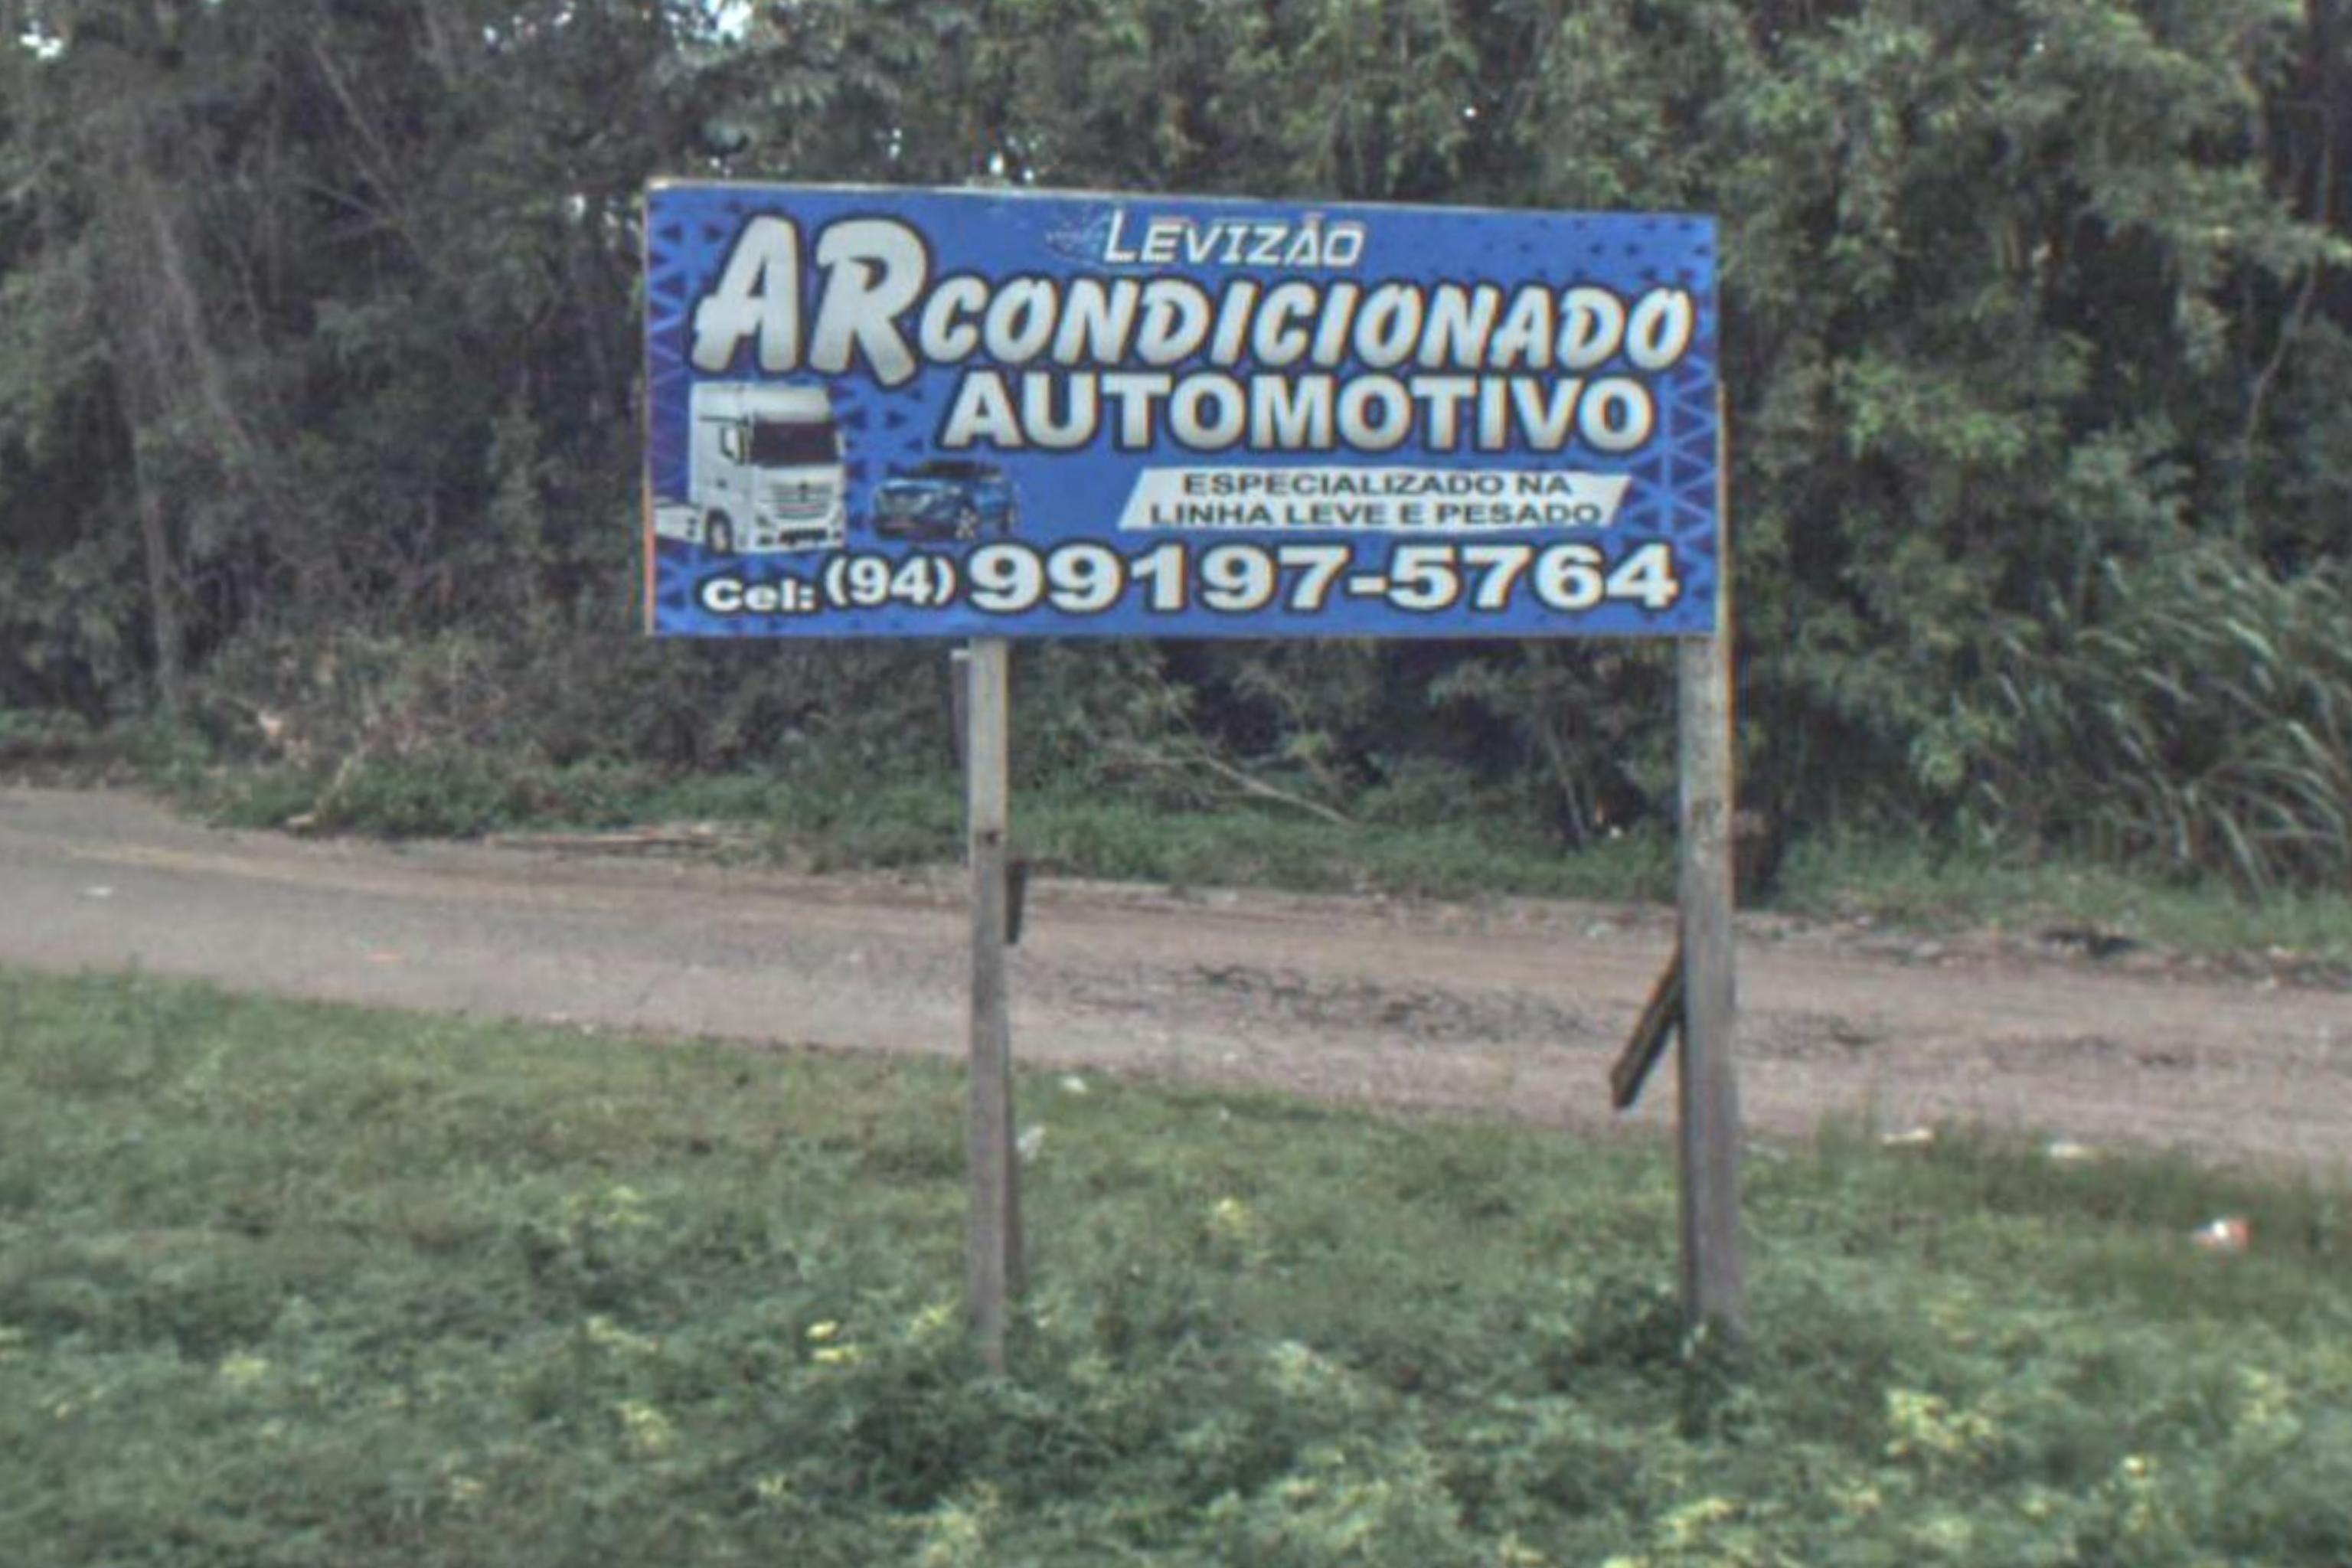 LEVIZÃO
AR CONDICIONADO
AUTOMOTIVO
ESPECIALIZADO NA
LINHA LEVE E PESADO
Cel: (94) 99197-5764